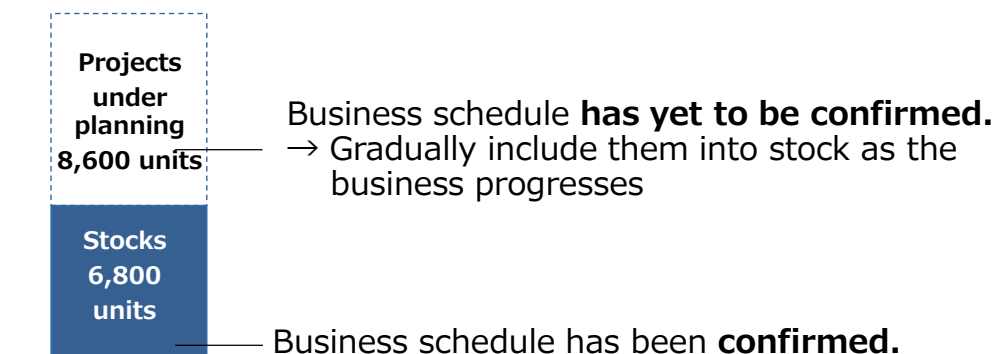 Projects
under
planning
8,600 units
Business schedule has yet to be confirmed.
→ Gradually include them into stock as the
business progresses
Stocks
6,800
units
Business schedule has been confirmed.